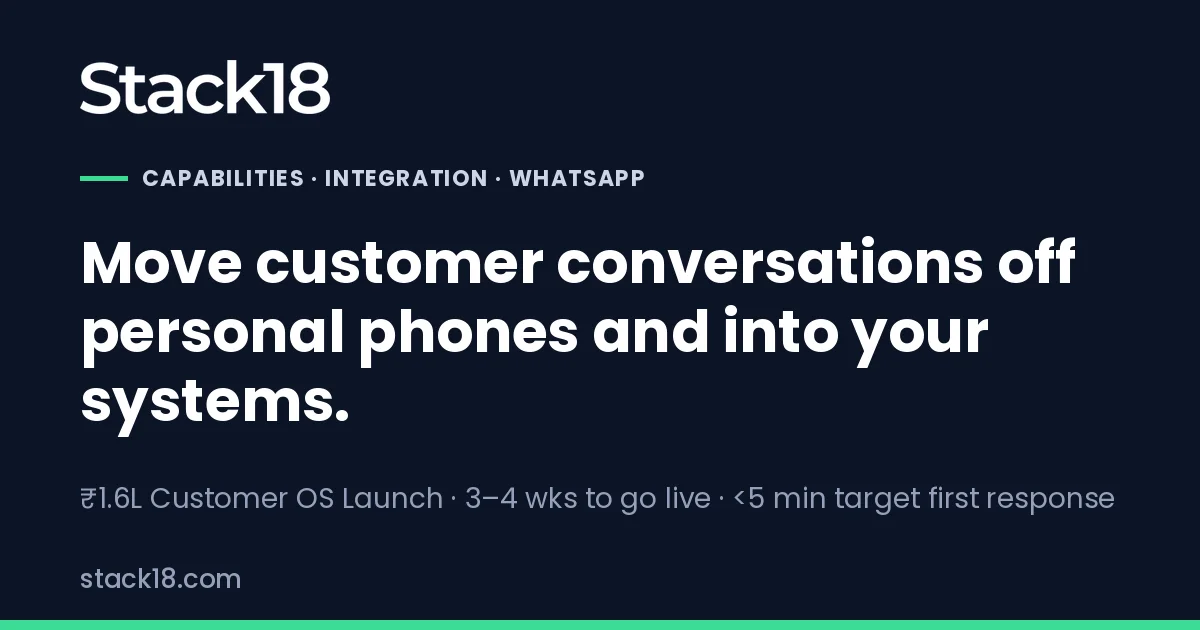 Stack18
CAPABILITIES · INTEGRATION · WHATSAPP
Move customer conversations off
personal phones and into your
systems.
₹1.6L Customer OS Launch · 3–4 wks to go live · <5 min target first response
stack18.com